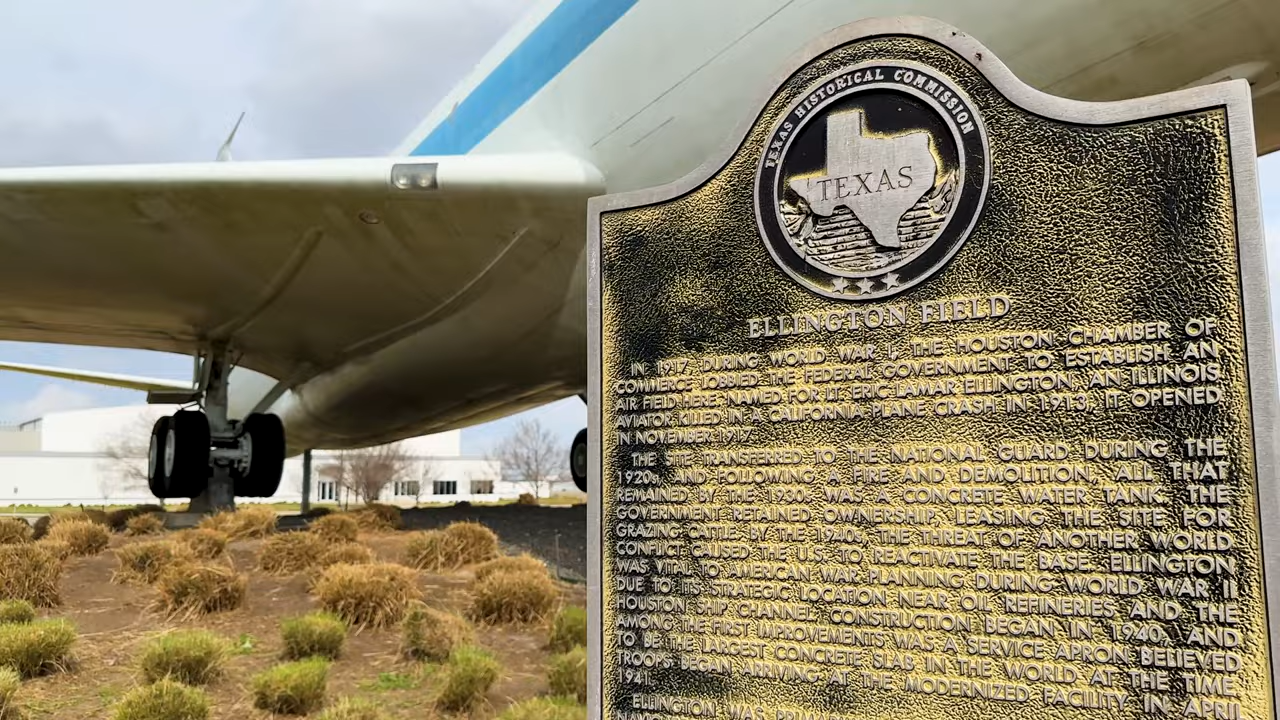 TEXAS HISTORICAL COMMISSION
TEXAS
ELLINGTON FIELD
IN 1917, DURING WORLD WAR I, THE HOUSTON CHAMBER OF
COMMERCE LOBBIED THE FEDERAL GOVERNMENT TO ESTABLISH AN
AIR FIELD HERE. NAMED FOR LT. ERIC LAMAR ELLINGTON, AN ILLINOIS
AVIATOR KILLED IN A CALIFORNIA PLANE CRASH IN 1913, IT OPENED
IN NOVEMBER 1917.
THE SITE TRANSFERRED TO THE NATIONAL GUARD DURING THE
1920s, AND FOLLOWING A FIRE AND DEMOLITION, ALL THAT
REMAINED BY THE 1930s WAS A CONCRETE WATER TANK. THE
GOVERNMENT RETAINED OWNERSHIP, LEASING THE SITE FOR
GRAZING CATTLE. BY THE 1940s, THE THREAT OF ANOTHER WORLD
CONFLICT CAUSED THE U.S. TO REACTIVATE THE BASE. ELLINGTON
WAS VITAL TO AMERICAN WAR PLANNING DURING WORLD WAR II
DUE TO ITS STRATEGIC LOCATION NEAR OIL REFINERIES AND THE
HOUSTON SHIP CHANNEL. CONSTRUCTION BEGAN IN 1940, AND
AMONG THE FIRST IMPROVEMENTS WAS A SERVICE APRON BELIEVED
TO BE THE LARGEST CONCRETE SLAB IN THE WORLD AT THE TIME.
TROOPS BEGAN ARRIVING AT THE MODERNIZED FACILITY IN APRIL
1941.
ELLINGTON WAS